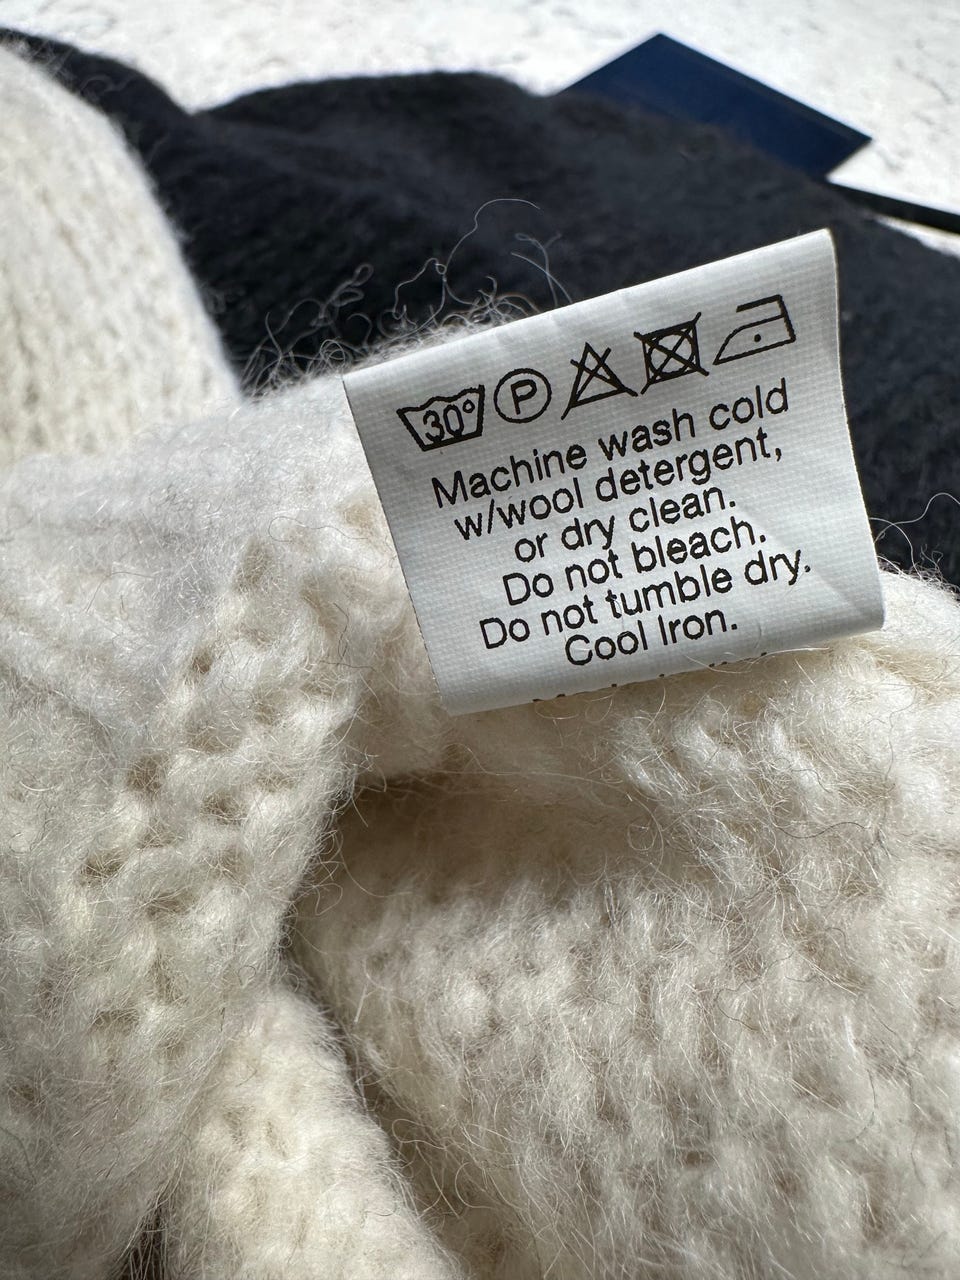 30°
P
Machine wash cold
w/wool detergent,
or dry clean.
Do not bleach.
Do not tumble dry.
Cool Iron.